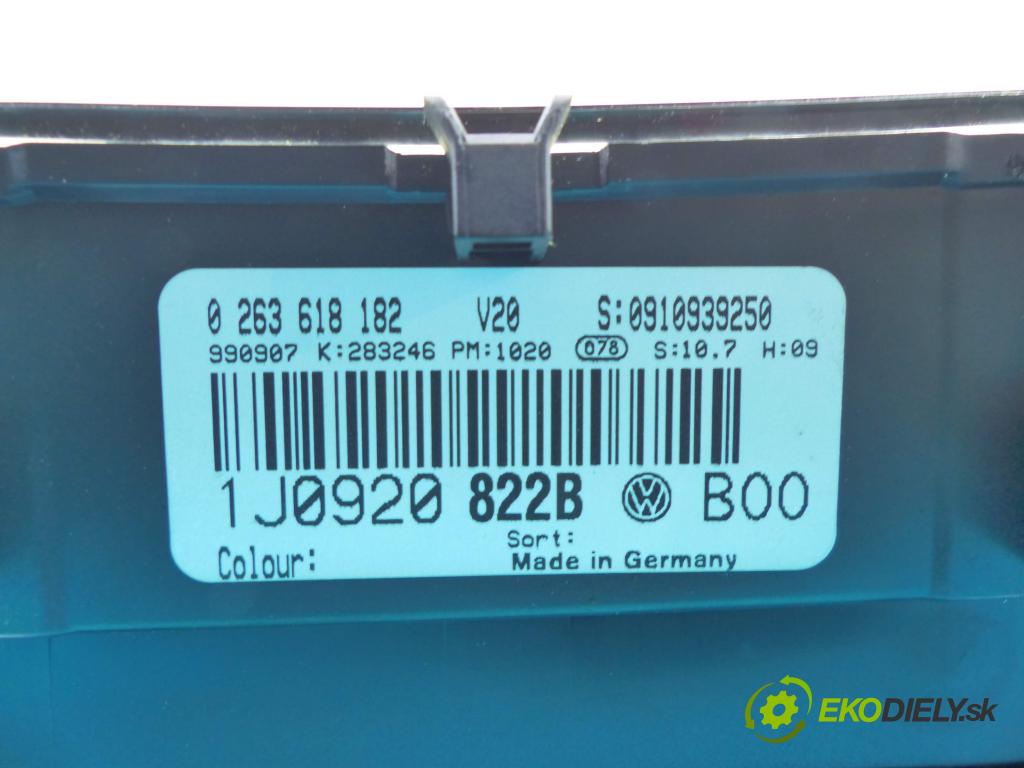 0 263 618 182 V20 S:0910939250
990907 K:283246 PM:1020 078 S:10.7 H:09
1J0920 822B VW B00
Sort:
Colour: Made in Germany
EKODIELY.sk